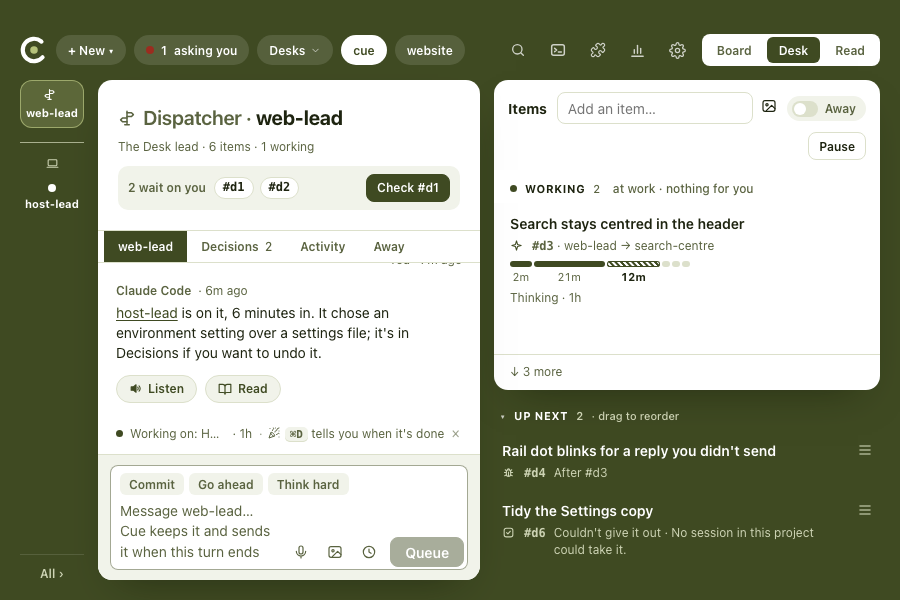 + New ▾
1 asking you
Desks
cue
website
Board
Desk
Read
web-lead
host-lead
All ›
Dispatcher · web-lead
The Desk lead · 6 items · 1 working
2 wait on you
#d1
#d2
Check #d1
web-lead
Decisions 2
Activity
Away
Claude Code · 6m ago
host-lead is on it, 6 minutes in. It chose an
environment setting over a settings file; it's in
Decisions if you want to undo it.
Listen
Read
Working on: H... · 1h · ⌘D tells you when it's done ×
Commit
Go ahead
Think hard
Message web-lead...
Cue keeps it and sends
it when this turn ends
Queue
Items
Add an item...
Away
Pause
WORKING 2 at work · nothing for you
Search stays centred in the header
#d3 · web-lead → search-centre
2m 21m 12m
Thinking · 1h
↓ 3 more
▾ UP NEXT 2 · drag to reorder
Rail dot blinks for a reply you didn't send
#d4 After #d3
Tidy the Settings copy
#d6 Couldn't give it out · No session in this project
could take it.